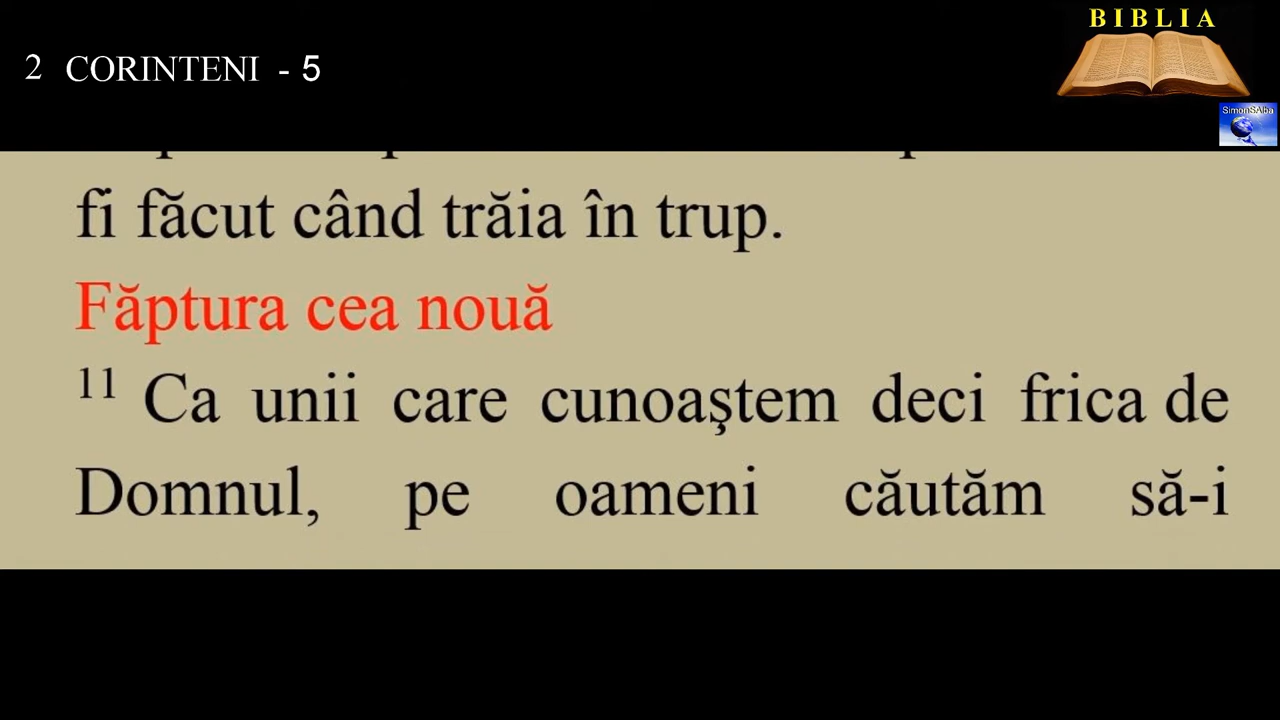 BIBLIA
2 CORINTENI - 5
SimonSAlba
fi făcut când trăia în trup.
Făptura cea nouă
11 Ca unii care cunoaştem deci frica de
Domnul, pe oameni căutăm să-i